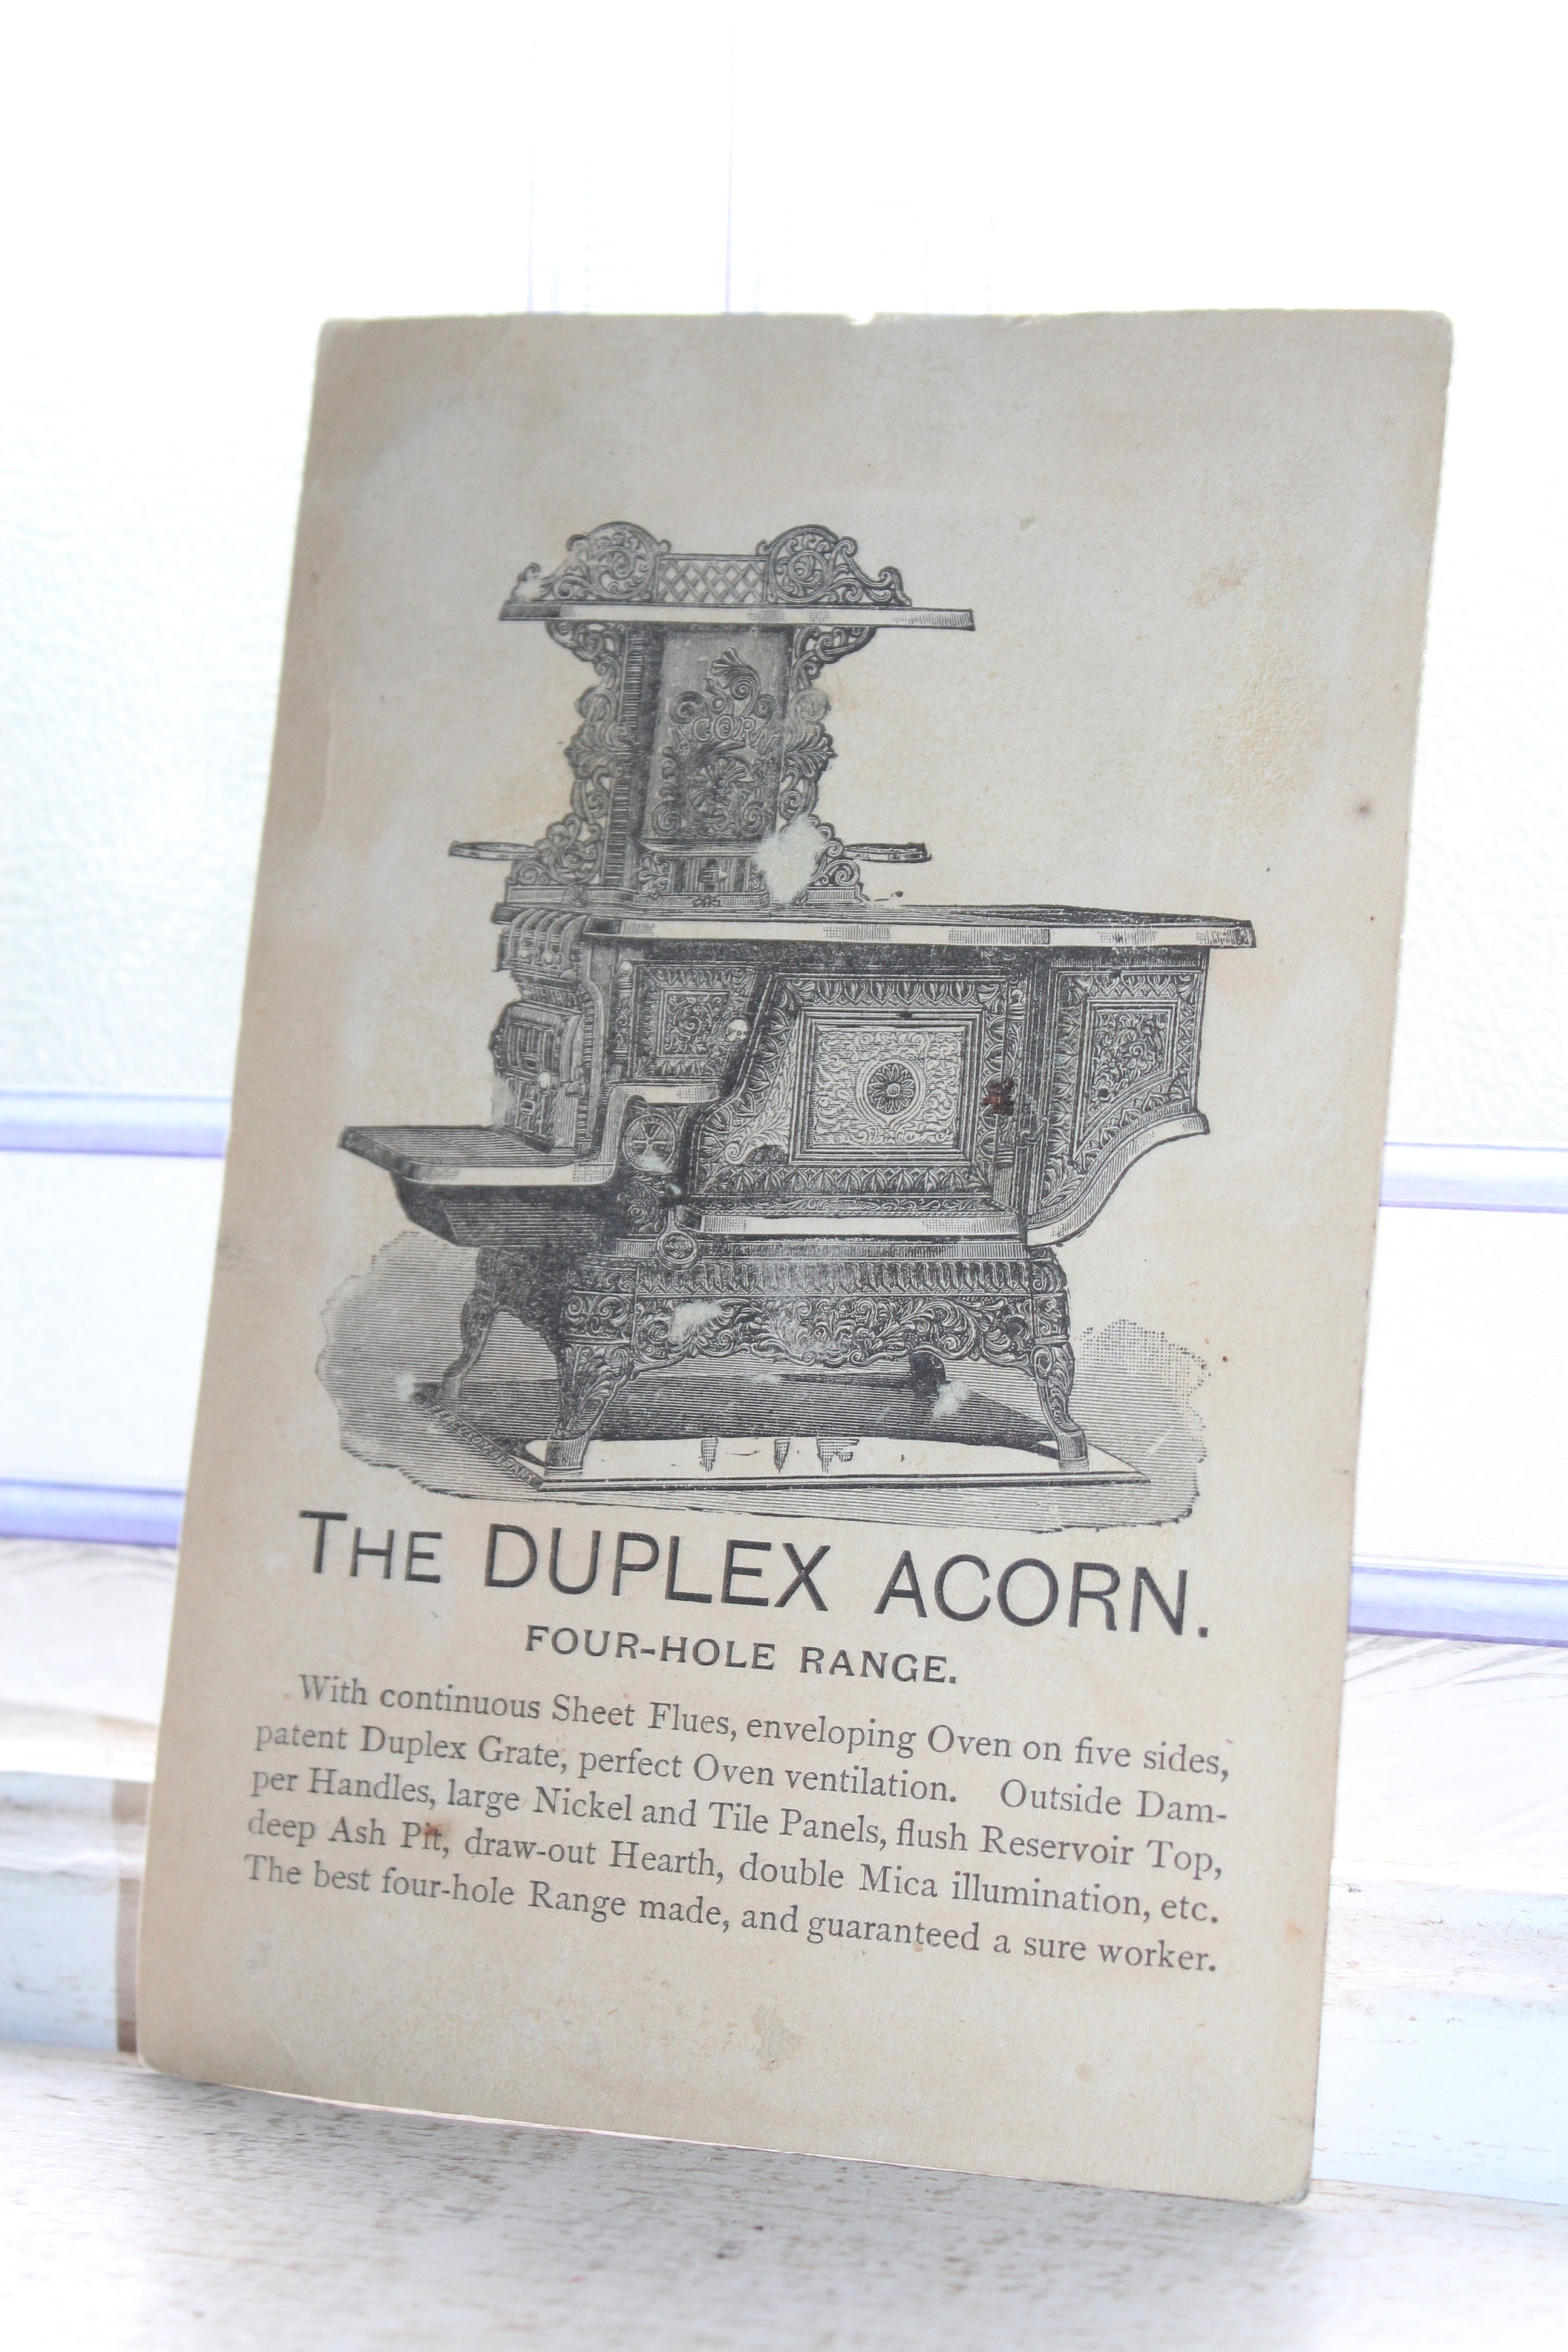 ACORN
THE DUPLEX ACORN.
FOUR-HOLE RANGE.
With continuous Sheet Flues, enveloping Oven on five sides,
patent Duplex Grate, perfect Oven ventilation. Outside Dam-
per Handles, large Nickel and Tile Panels, flush Reservoir Top,
deep Ash Pit, draw-out Hearth, double Mica illumination, etc.
The best four-hole Range made, and guaranteed a sure worker.